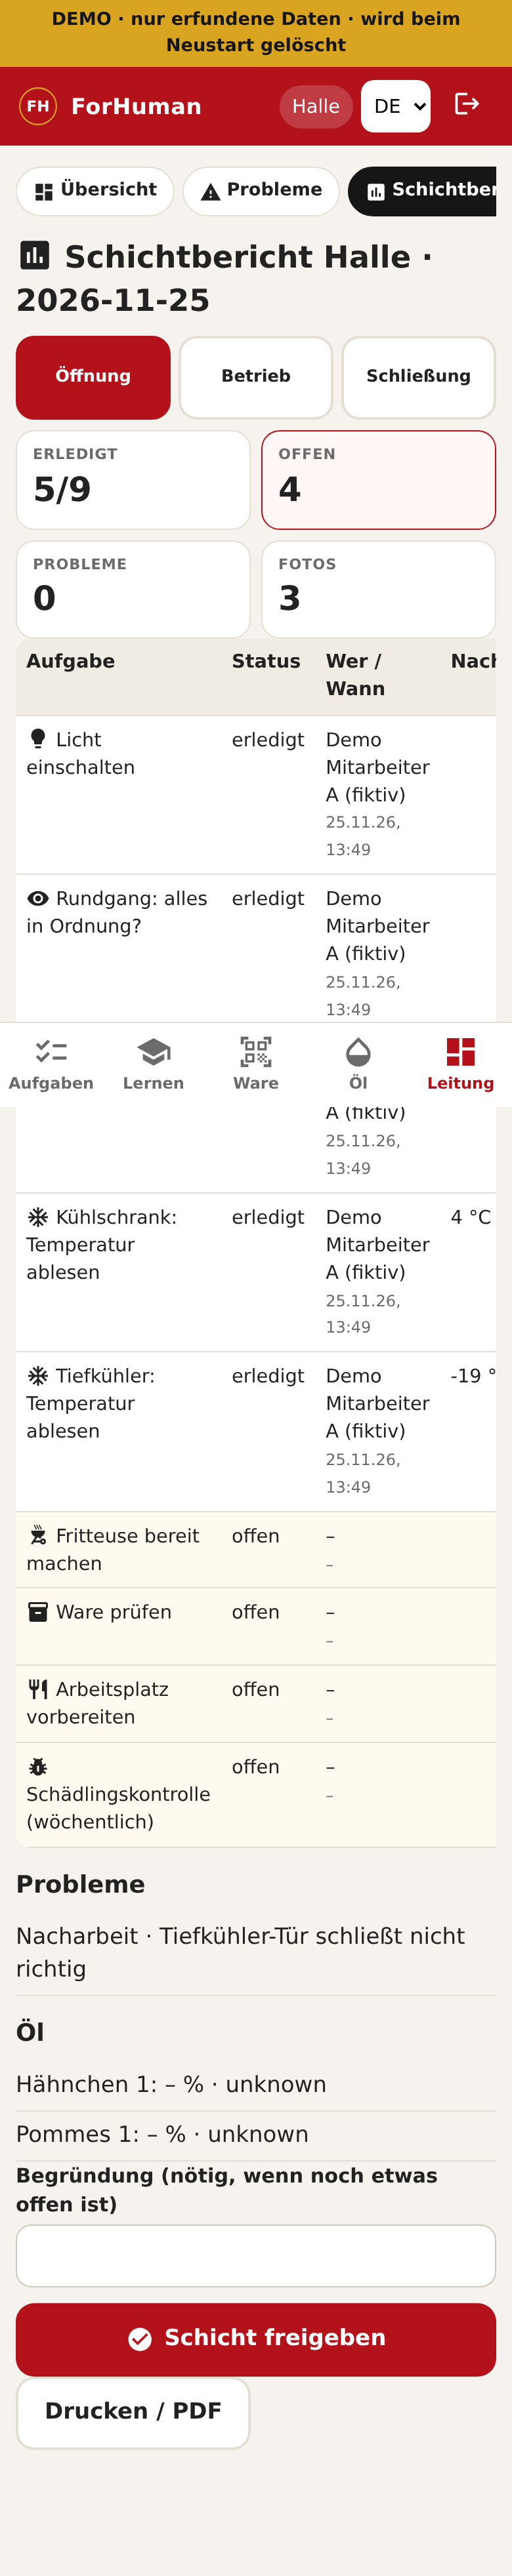 DEMO · nur erfundene Daten · wird beim
Neustart gelöscht
FH ForHuman Halle DE
Übersicht Probleme Schichtber
Schichtbericht Halle ·
2026-11-25
Öffnung Betrieb Schließung
ERLEDIGT OFFEN
5/9 4
PROBLEME FOTOS
0 3
Aufgabe Status Wer / Nach
Wann
Licht erledigt Demo
einschalten Mitarbeiter
A (fiktiv)
25.11.26,
13:49
Rundgang: alles erledigt Demo
in Ordnung? Mitarbeiter
A (fiktiv)
25.11.26,
13:49
Aufgaben Lernen Ware Öl Leitung
A (fiktiv)
25.11.26,
13:49
Kühlschrank: erledigt Demo 4 °C
Temperatur Mitarbeiter
ablesen A (fiktiv)
25.11.26,
13:49
Tiefkühler: erledigt Demo -19 °
Temperatur Mitarbeiter
ablesen A (fiktiv)
25.11.26,
13:49
Fritteuse bereit offen –
machen –
Ware prüfen offen –
–
Arbeitsplatz offen –
vorbereiten –
offen –
Schädlingskontrolle –
(wöchentlich)
Probleme
Nacharbeit · Tiefkühler-Tür schließt nicht
richtig
Öl
Hähnchen 1: – % · unknown
Pommes 1: – % · unknown
Begründung (nötig, wenn noch etwas
offen ist)
Schicht freigeben
Drucken / PDF